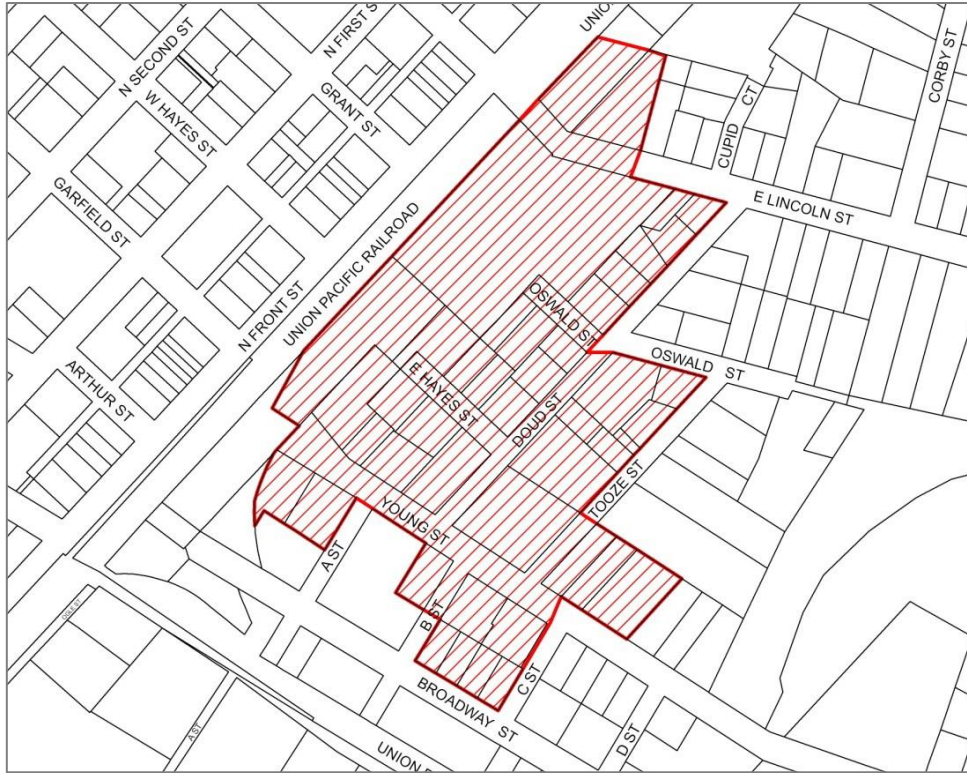 UNIO
N SECOND ST
N FIRST S
CORBY ST
W HAYES ST
GRANT ST
CUPID CT
GARFIELD ST
E LINCOLN ST
UNION PACIFIC RAILROAD
N FRONT ST
OSWALD ST
OSWALD ST
ARTHUR ST
E HAYES ST
DOUD ST
TOOZE ST
YOUNG ST
A ST
B ST
C ST
BROADWAY ST
D ST
A ST
UNION